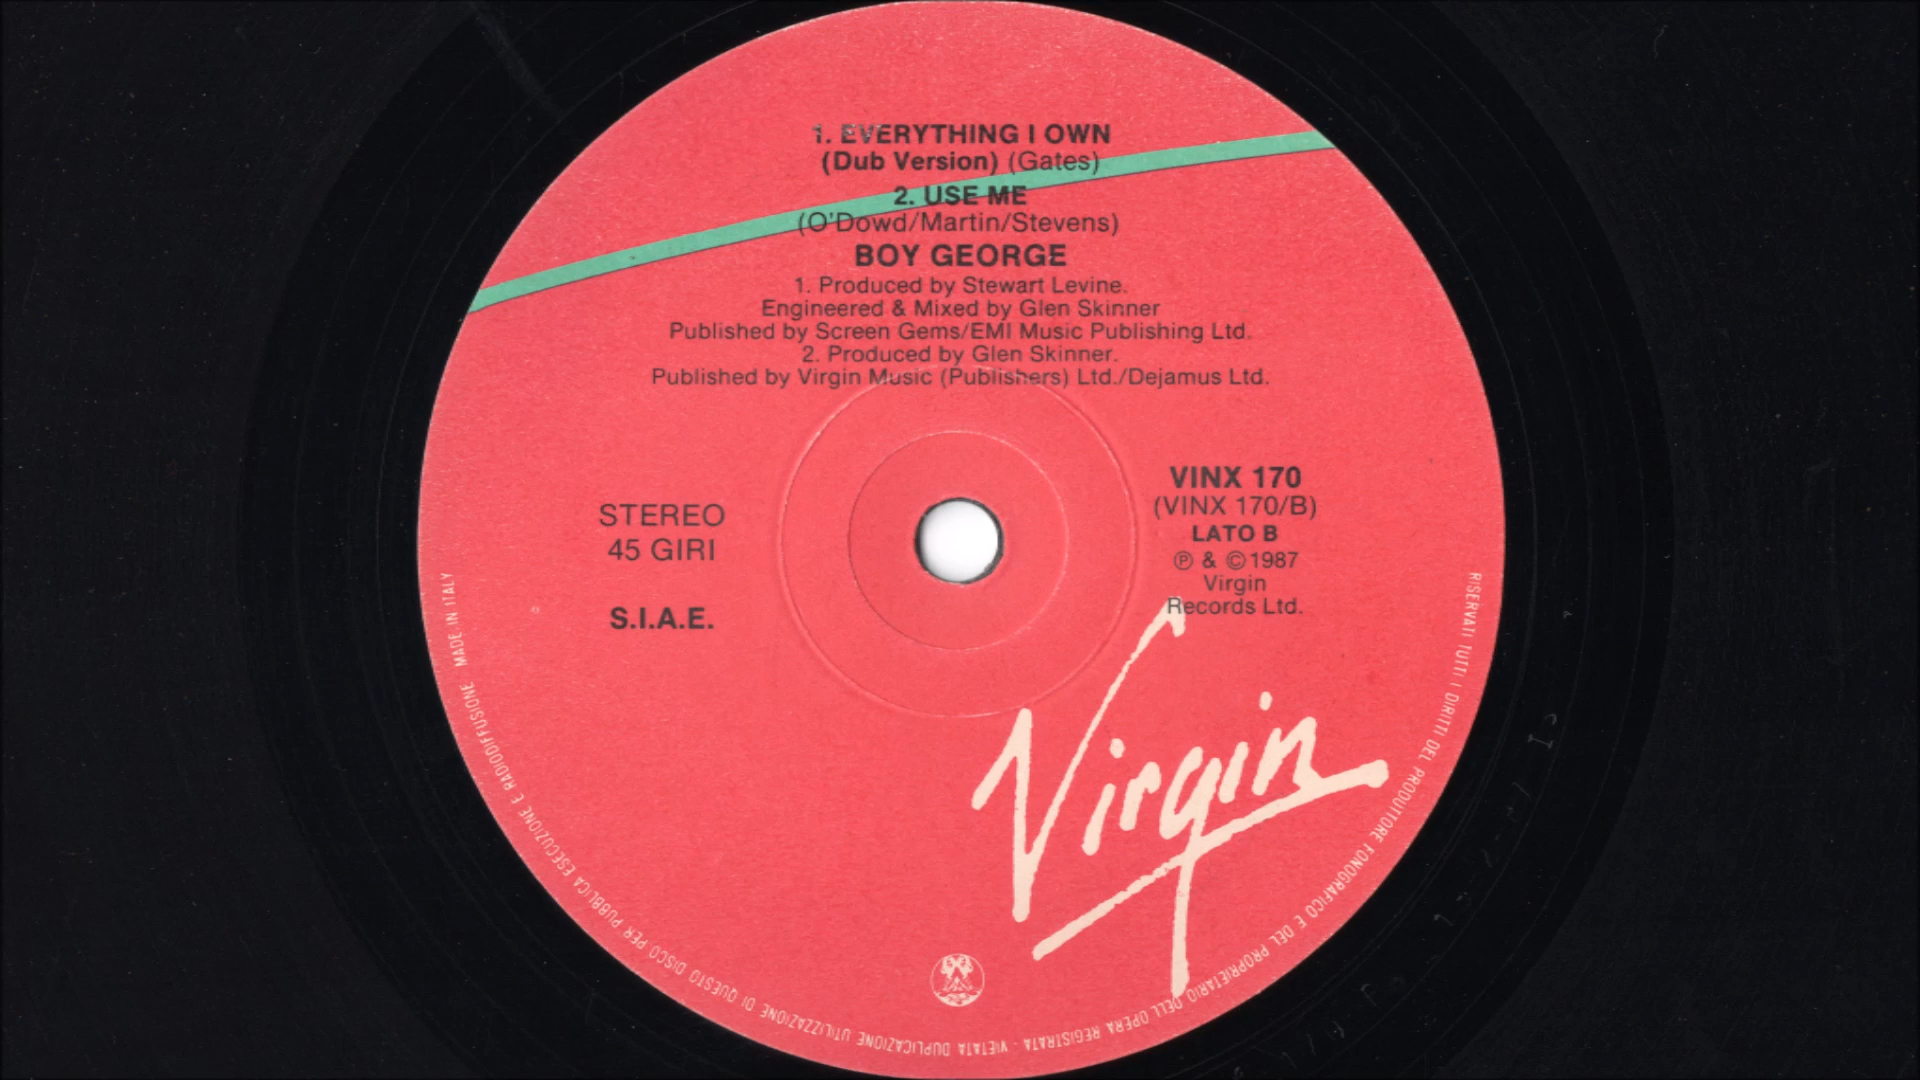 1. EVERYTHING I OWN
(Dub Version) (Gates)
2. USE ME
(O'Dowd/Martin/Stevens)
BOY GEORGE
1. Produced by Stewart Levine.
Engineered & Mixed by Glen Skinner
Published by Screen Gems/EMI Music Publishing Ltd.
2. Produced by Glen Skinner.
Published by Virgin Music (Publishers) Ltd./Dejamus Ltd.
STEREO
45 GIRI
S.I.A.E.
VINX 170
(VINX 170/B)
LATO B
℗ & ©1987
Virgin
Records Ltd.
Virgin
RISERVATI TUTTI I DIRITTI DEL PRODUTTORE FONOGRAFICO E DEL PROPRIETARIO DELL OPERA REGISTRATA - VIETATA DUPLICAZIONE UTILIZZAZIONE DI QUESTO DISCO PER PUBBLICA ESECUZIONE E RADIODIFFUSIONE MADE IN ITALY